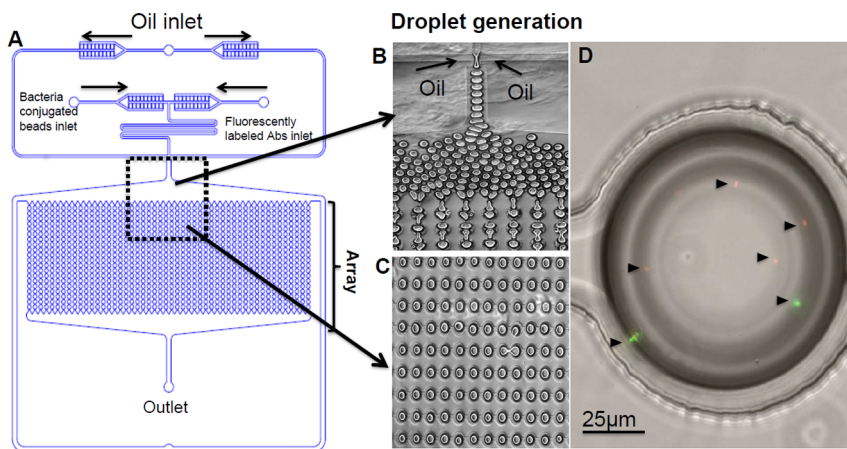 Droplet generation
A
Oil inlet
Bacteria
conjugated
beads inlet
Fluorescently
labeled Abs inlet
Array
Outlet
B
Oil
Oil
C
D
25µm